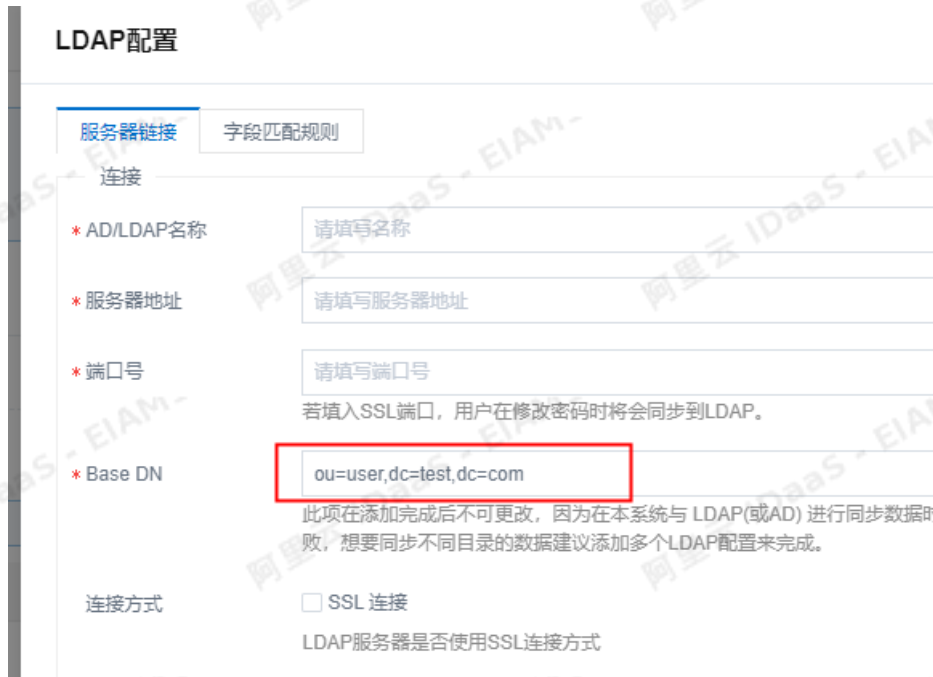 LDAP配置
服务器链接 字段匹配规则
连接
* AD/LDAP名称 请填写名称
* 服务器地址 请填写服务器地址
* 端口号 请填写端口号
若填入SSL端口，用户在修改密码时将会同步到LDAP。
* Base DN ou=user,dc=test,dc=com
此项在添加完成后不可更改，因为在本系统与 LDAP(或AD) 进行同步数据时
败，想要同步不同目录的数据建议添加多个LDAP配置来完成。
连接方式 SSL 连接
LDAP服务器是否使用SSL连接方式
阿里云 IDaaS - EIAM-